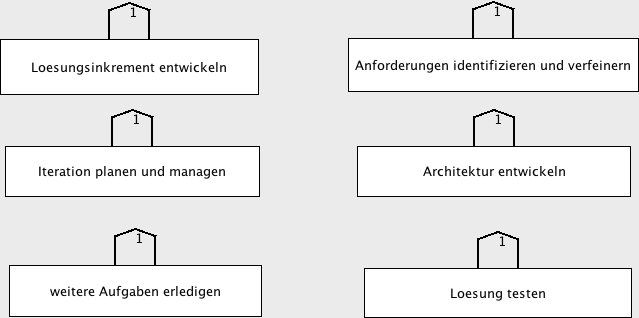 1
Loesungsinkrement entwickeln
1
Anforderungen identifizieren und verfeinern
1
Iteration planen und managen
1
Architektur entwickeln
1
weitere Aufgaben erledigen
1
Loesung testen